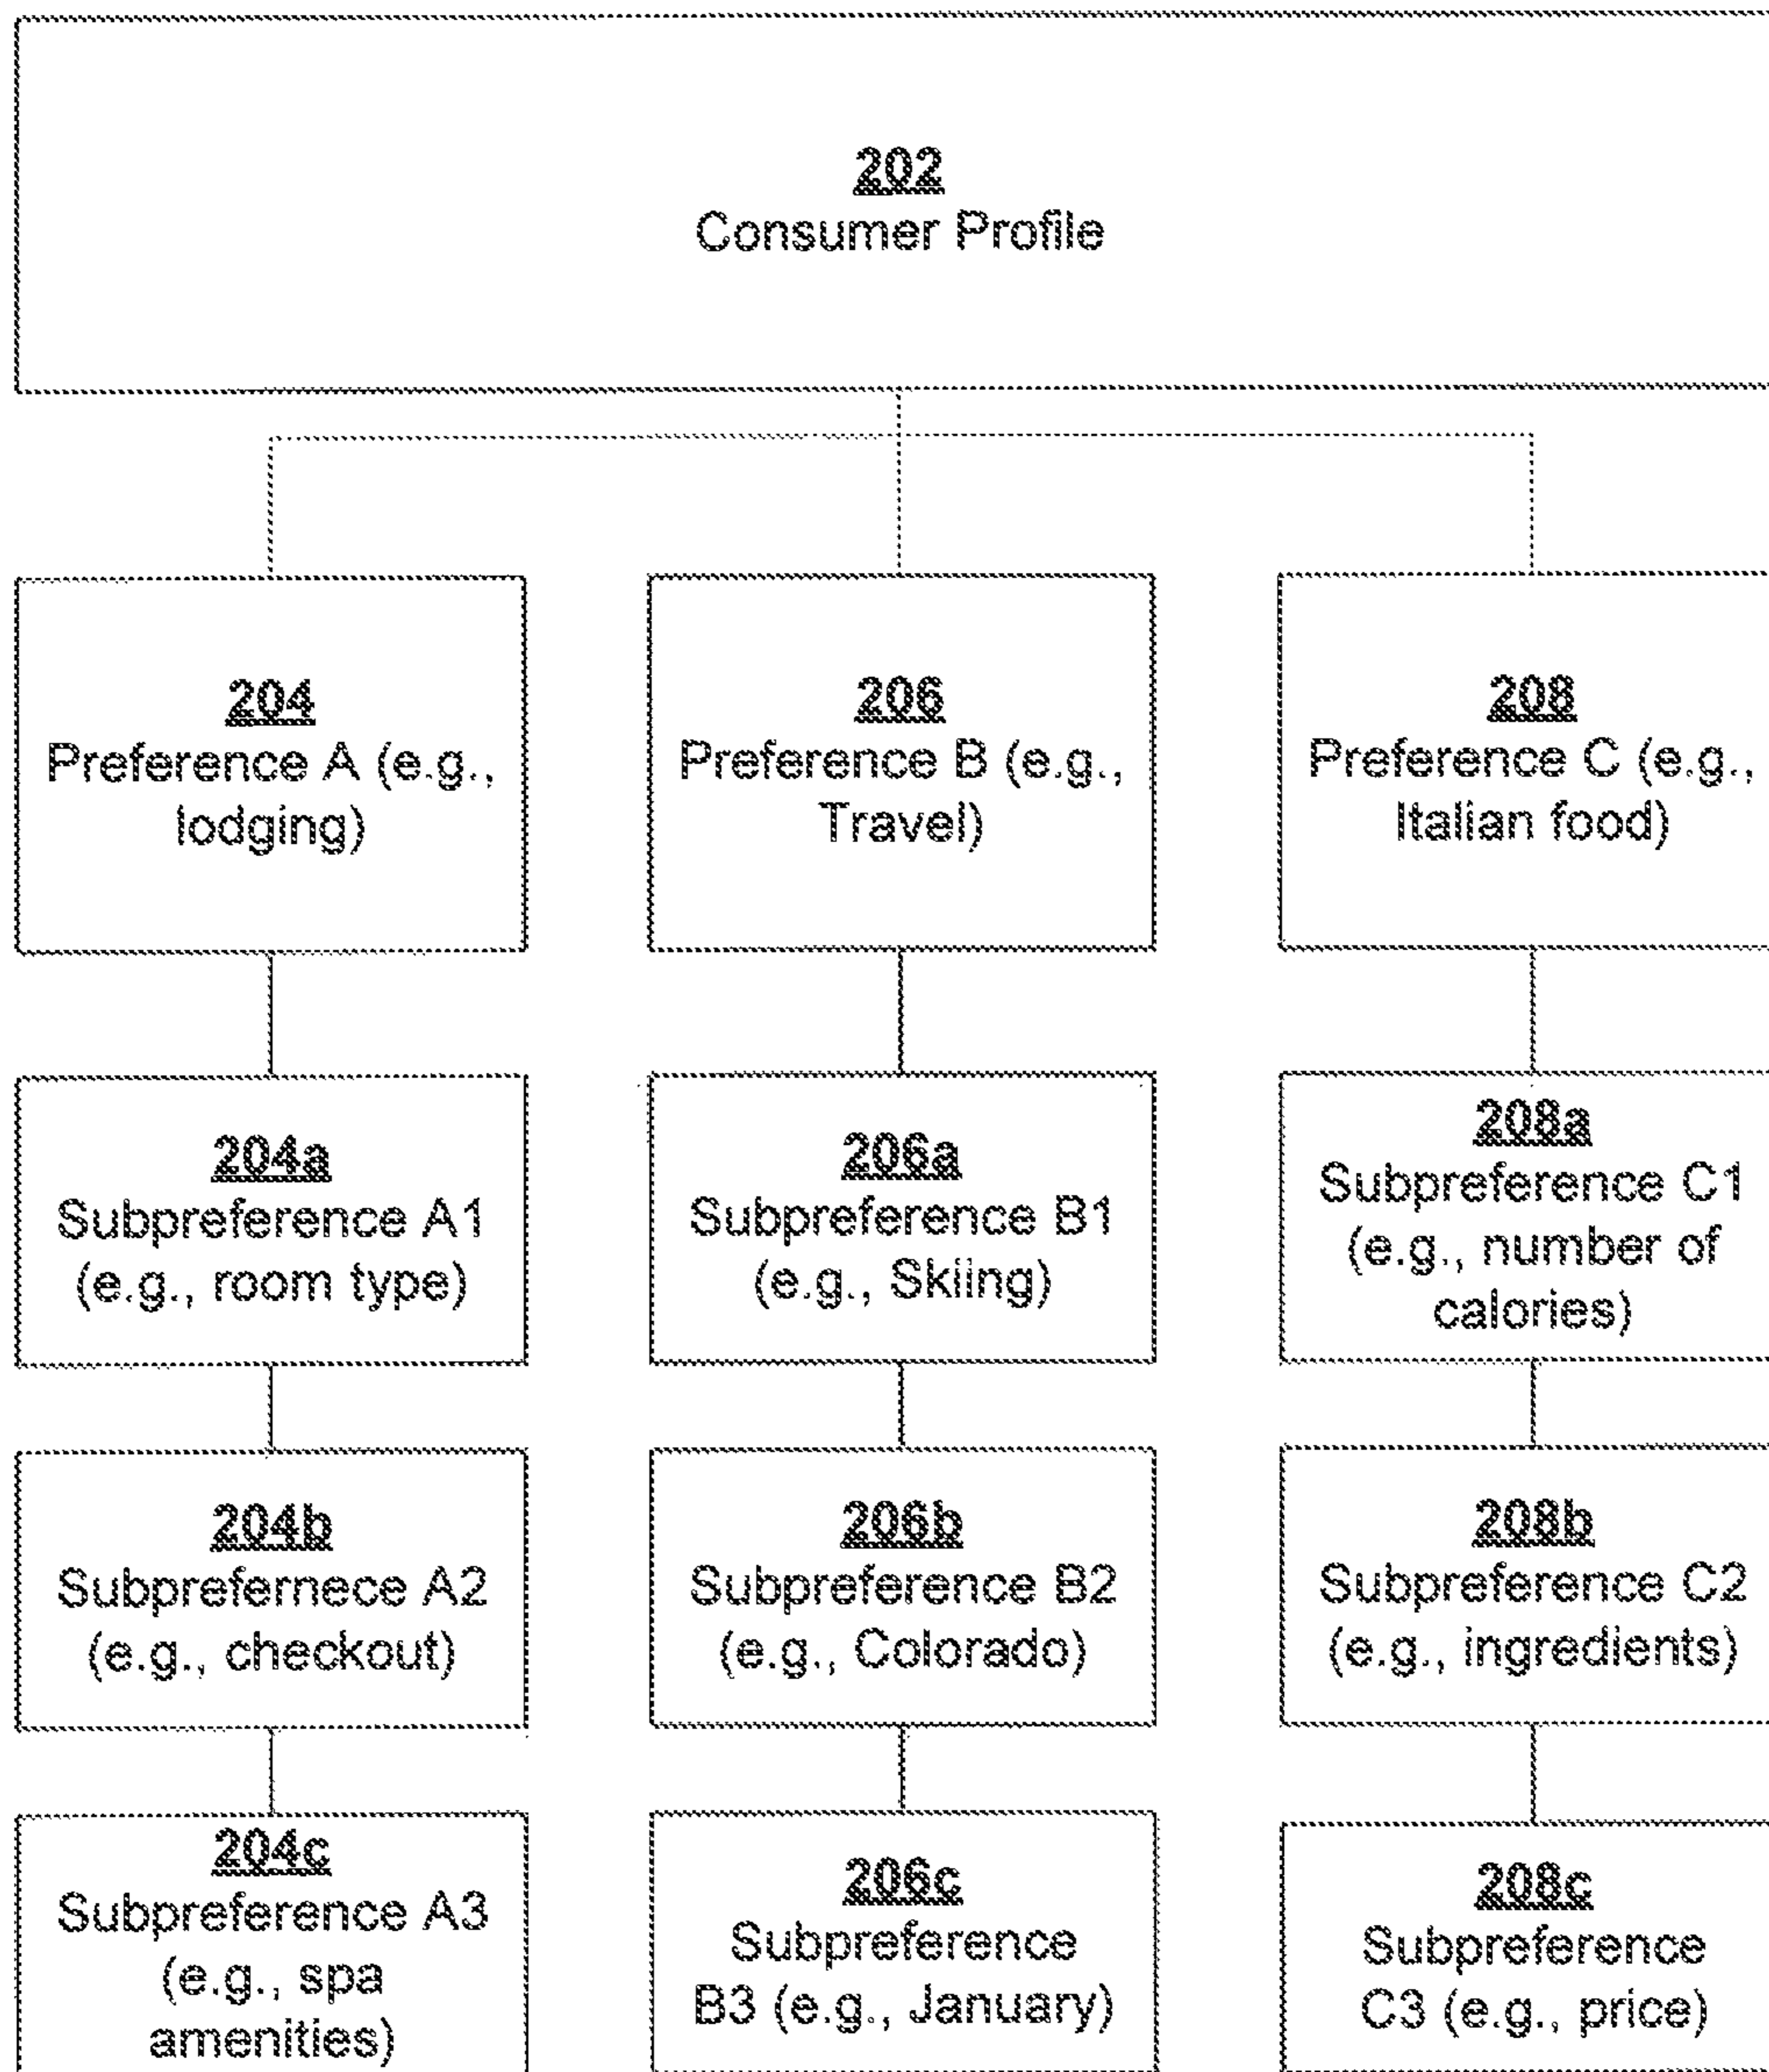 202
Consumer Profile
204
Preference A (e.g.,
lodging)
206
Preference B (e.g.,
Travel)
208
Preference C (e.g.,
Italian food)
204a
Subpreference A1
(e.g., room type)
206a
Subpreference B1
(e.g., Skiing)
208a
Subpreference C1
(e.g., number of
calories)
204b
Subprefernece A2
(e.g., checkout)
206b
Subpreference B2
(e.g., Colorado)
208b
Subpreference C2
(e.g., ingredients)
204c
Subpreference A3
(e.g., spa
amenities)
206c
Subpreference
B3 (e.g., January)
208c
Subpreference
C3 (e.g., price)